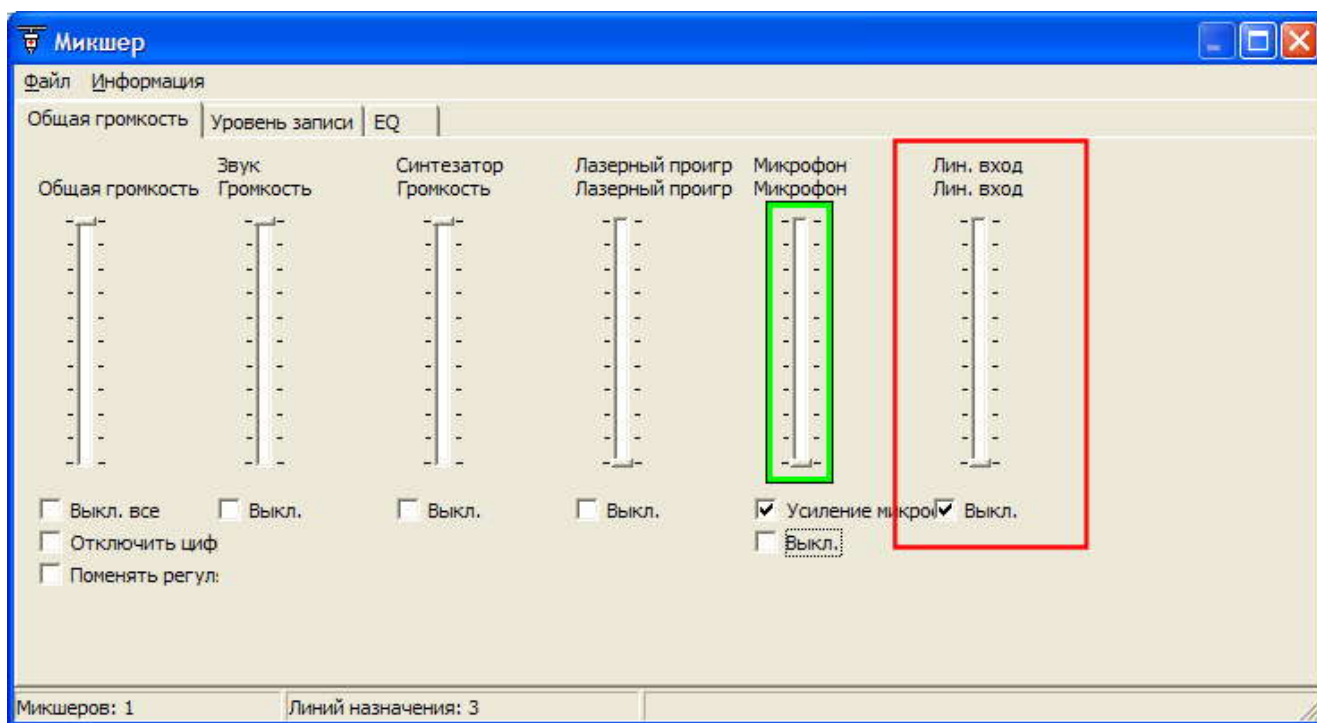 Микшер
Файл Информация
Общая громкость Уровень записи EQ
Звук Синтезатор Лазерный проигр Микрофон Лин. вход
Общая громкость Громкость Громкость Лазерный проигр Микрофон Лин. вход
Выкл. все Выкл. Выкл. Выкл. Усиление микро Выкл.
Отключить циф Выкл.
Поменять регул
Микшеров: 1 Линий назначения: 3